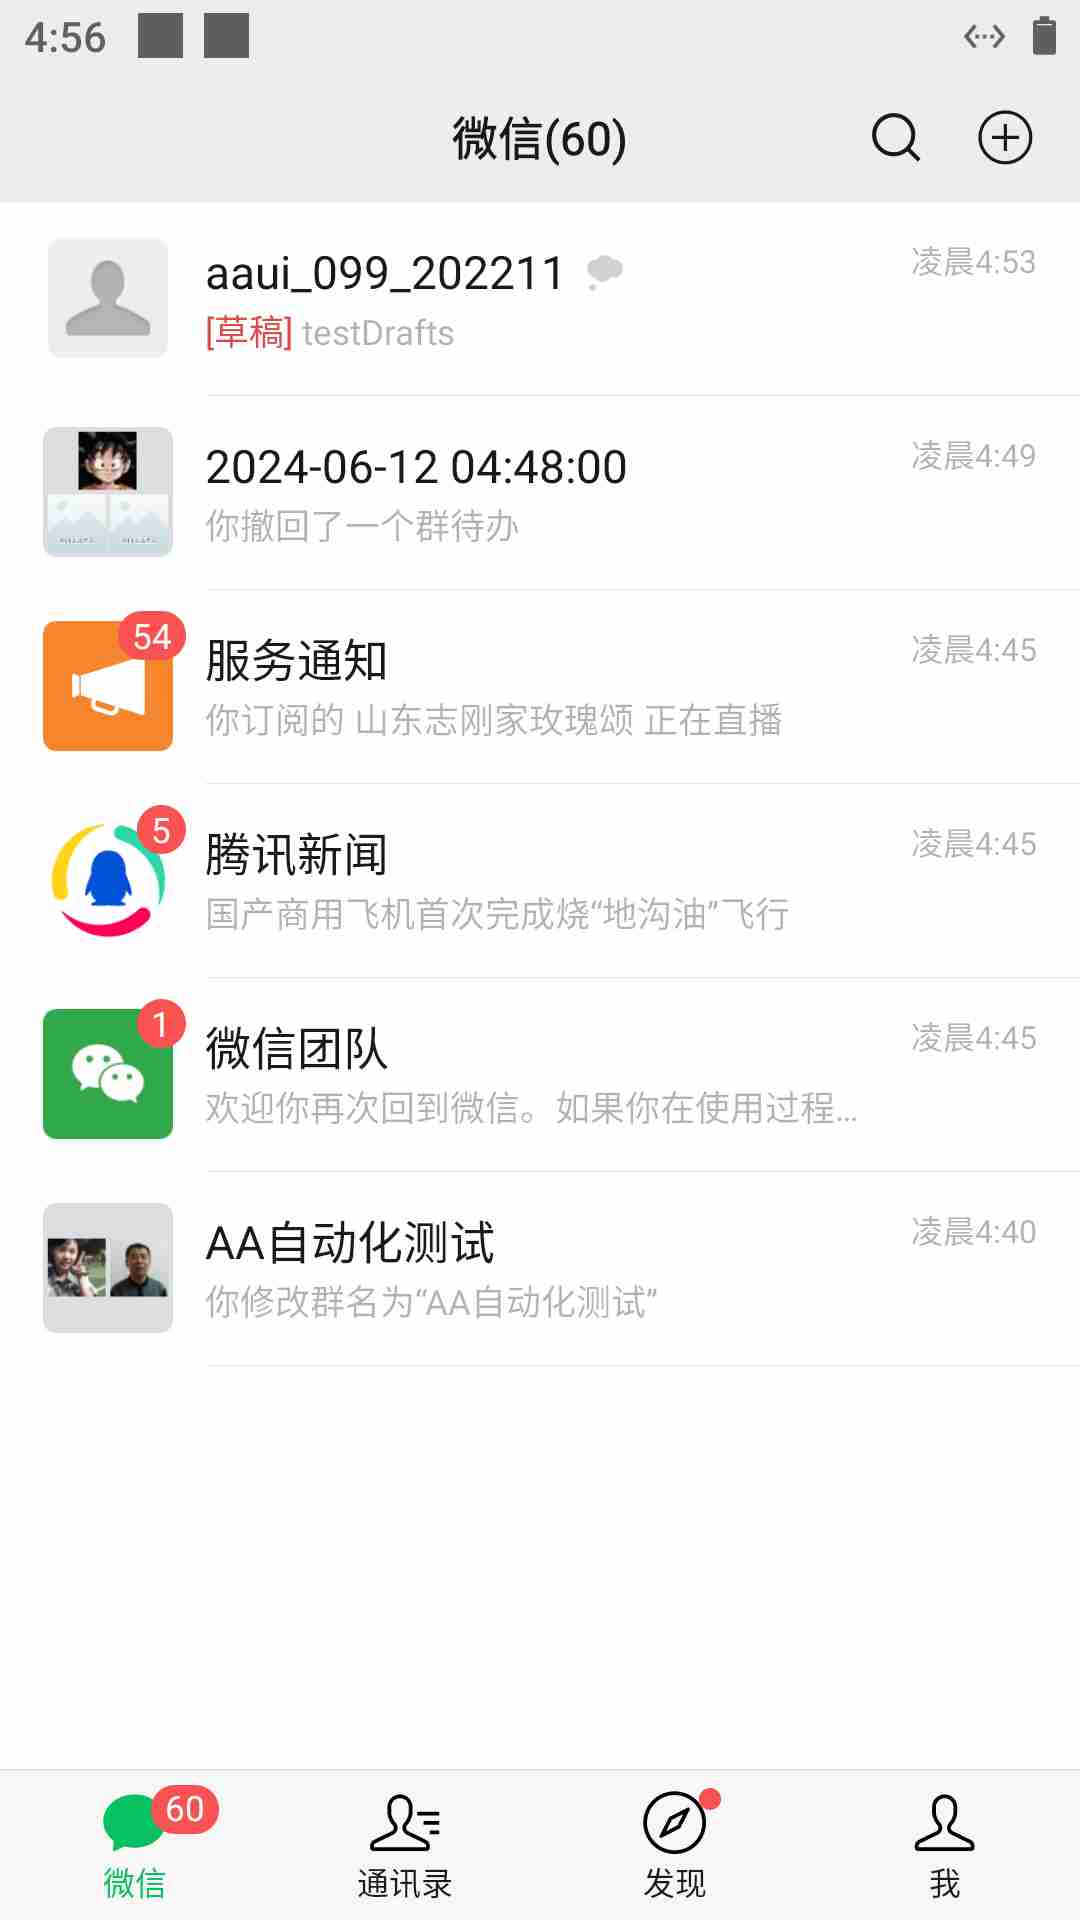 4:56
微信(60)
aaui_099_202211
凌晨4:53
[草稿] testDrafts
2024-06-12 04:48:00
凌晨4:49
你撤回了一个群待办
54
服务通知
凌晨4:45
你订阅的 山东志刚家玫瑰颂 正在直播
5
腾讯新闻
凌晨4:45
国产商用飞机首次完成烧“地沟油”飞行
1
微信团队
凌晨4:45
欢迎你再次回到微信。如果你在使用过程...
AA自动化测试
凌晨4:40
你修改群名为“AA自动化测试”
60
微信
通讯录
发现
我